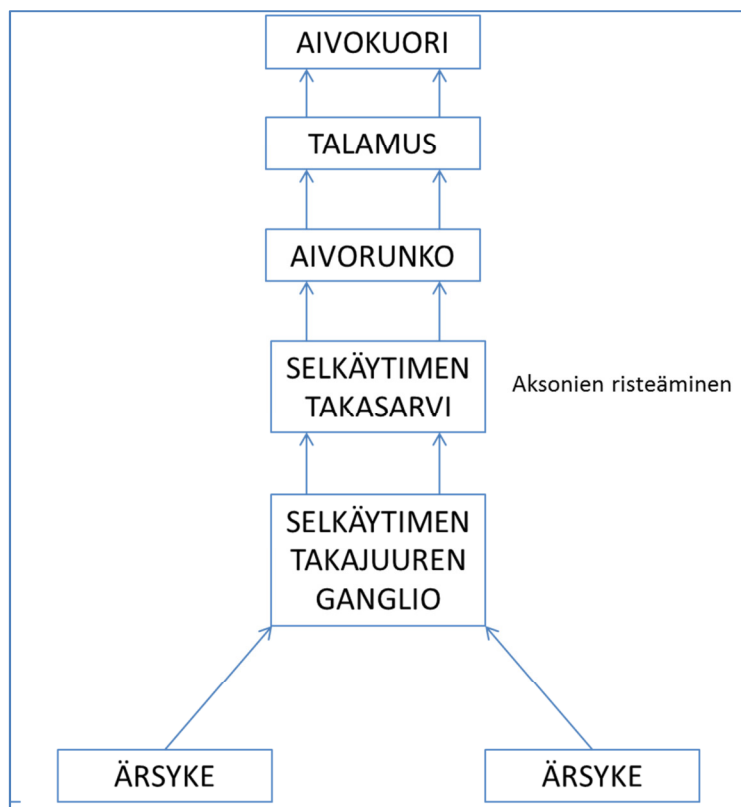 AIVOKUORI
TALAMUS
AIVORUNKO
SELKÄYTIMEN
TAKASARVI
Aksonien risteäminen
SELKÄYTIMEN
TAKAJUUREN
GANGLIO
ÄRSYKE
ÄRSYKE